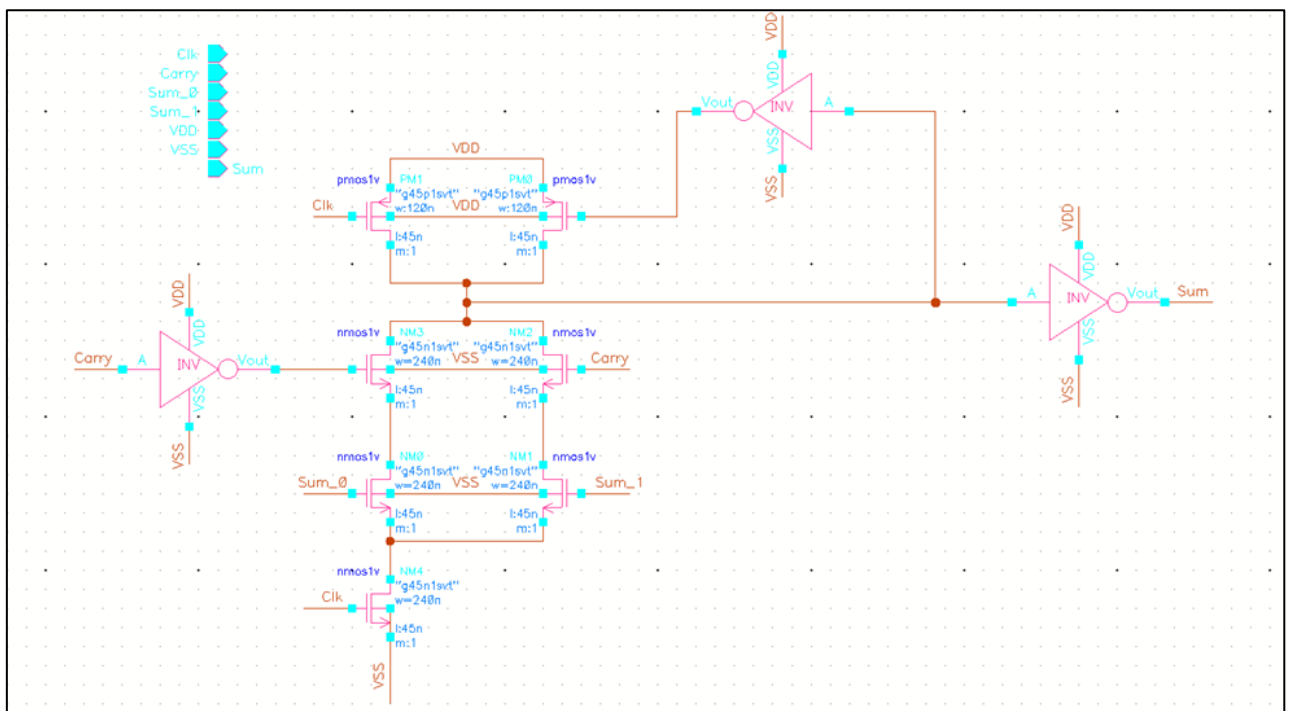 Clk
Carry
Sum_0
Sum_1
VDD
VSS
Sum
VDD
VDD
Vout
INV
A
VSS
VSS
VDD
pmos1v
PM1
PM0
pmos1v
"g45p1svt"
"g45p1svt"
Clk
w:120n
VDD
w:120n
l:45n
l:45n
m:1
m:1
VDD
VDD
A
INV
Vout
Sum
VSS
VSS
VDD
VDD
Carry
A
INV
Vout
VSS
VSS
nmos1v
NM3
NM2
nmos1v
"g45n1svt"
"g45n1svt"
w=240n
VSS
w=240n
Carry
l:45n
l:45n
m:1
m:1
nmos1v
NM0
NM1
nmos1v
"g45n1svt"
"g45n1svt"
Sum_0
w=240n
VSS
w=240n
Sum_1
l:45n
l:45n
m:1
m:1
nmos1v
NM4
"g45n1svt"
Clk
w=240n
l:45n
m:1
VSS